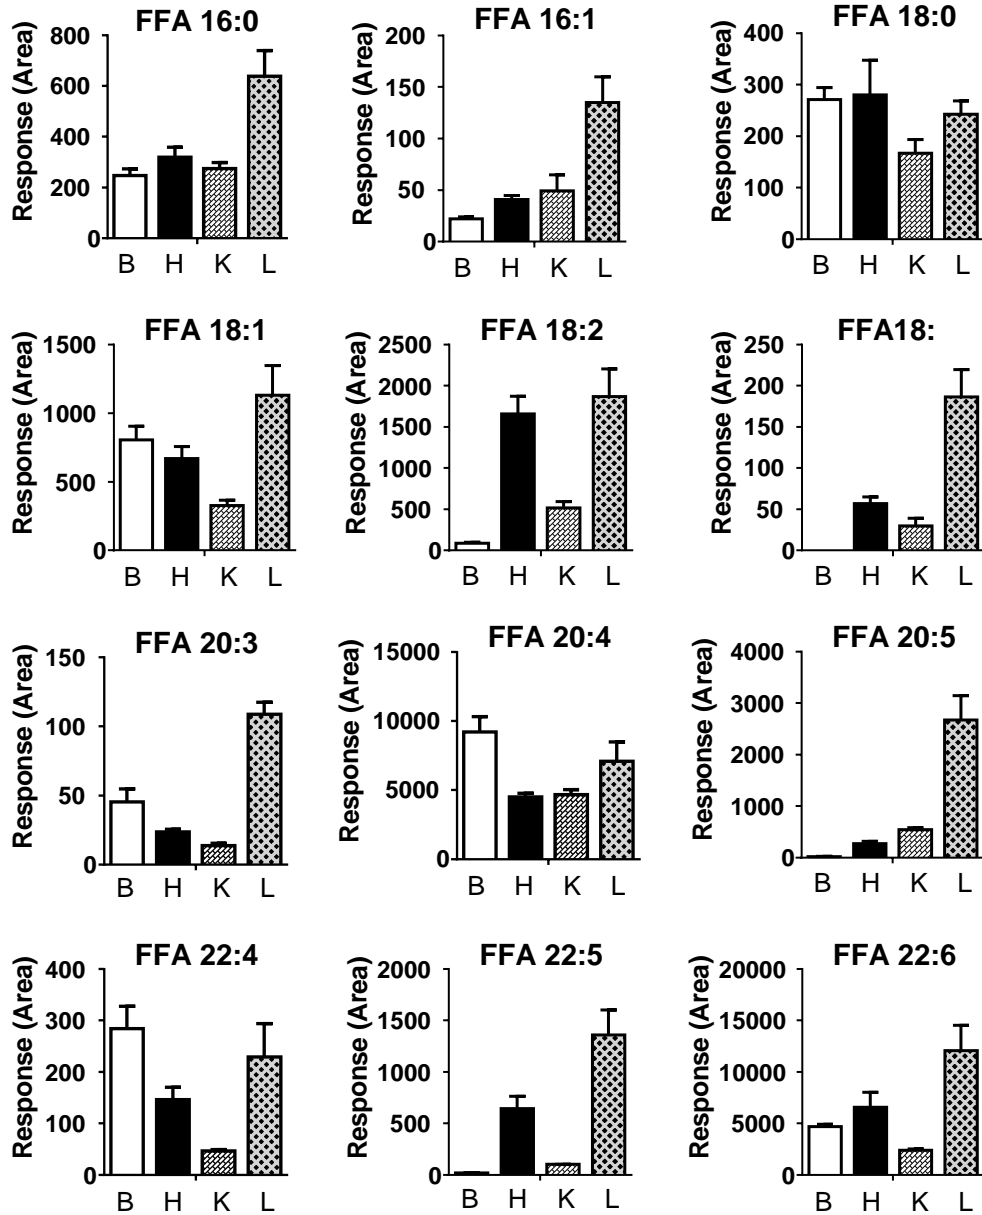 FFA 16:0
Response (Area)
800
600
400
200
0
B H K L
FFA 16:1
Response (Area)
200
150
100
50
0
B H K L
FFA 18:0
Response (Area)
400
300
200
100
0
B H K L
FFA 18:1
Response (Area)
1500
1000
500
0
B H K L
FFA 18:2
Response (Area)
2500
2000
1500
1000
500
0
B H K L
FFA18:
Response (Area)
250
200
150
100
50
0
B H K L
FFA 20:3
Response (Area)
150
100
50
0
B H K L
FFA 20:4
Response (Area)
15000
10000
5000
0
B H K L
FFA 20:5
Response (Area)
4000
3000
2000
1000
0
B H K L
FFA 22:4
Response (Area)
400
300
200
100
0
B H K L
FFA 22:5
Response (Area)
2000
1500
1000
500
0
B H K L
FFA 22:6
Response (Area)
20000
15000
10000
5000
0
B H K L